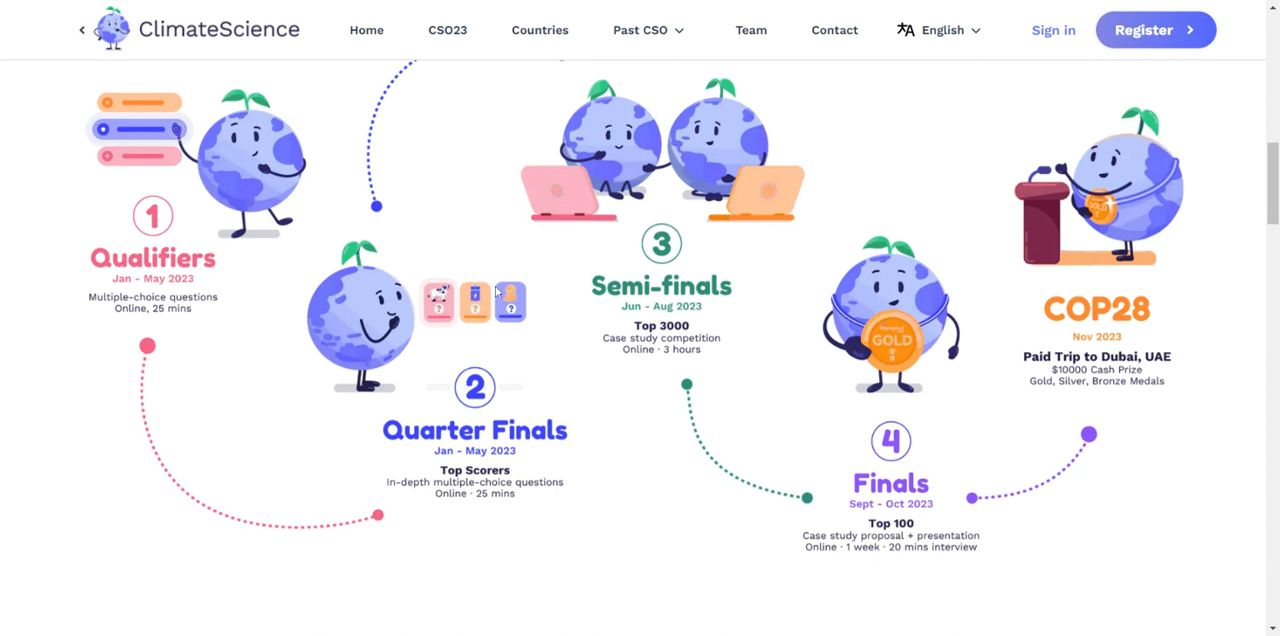 ClimateScience
Home
CSO23
Countries
Past CSO
Team
Contact
English
Sign in
Register
1
Qualifiers
Jan - May 2023
Multiple-choice questions
Online, 25 mins
2
Quarter Finals
Jan - May 2023
Top Scorers
In-depth multiple-choice questions
Online · 25 mins
3
Semi-finals
Jun - Aug 2023
Top 3000
Case study competition
Online · 3 hours
GOLD
4
Finals
Sept - Oct 2023
Top 100
Case study proposal + presentation
Online · 1 week · 20 mins interview
GOLD
COP28
Nov 2023
Paid Trip to Dubai, UAE
$10000 Cash Prize
Gold, Silver, Bronze Medals